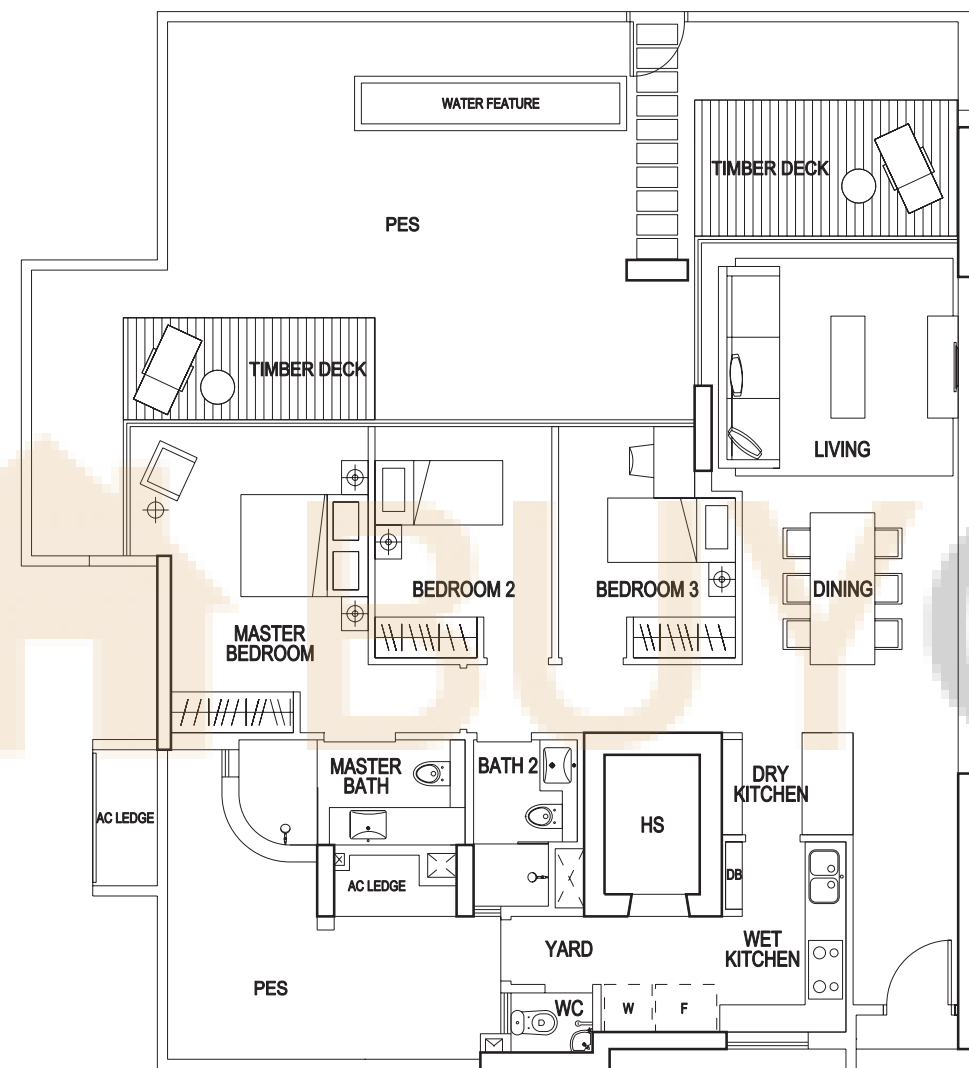 WATER FEATURE
TIMBER DECK
PES
TIMBER DECK
LIVING
BEDROOM 2
BEDROOM 3
DINING
MASTER
BEDROOM
MASTER
BATH
BATH 2
DRY
KITCHEN
AC LEDGE
HS
DB
AC LEDGE
YARD
WET
KITCHEN
PES
WC
W
F
BUY